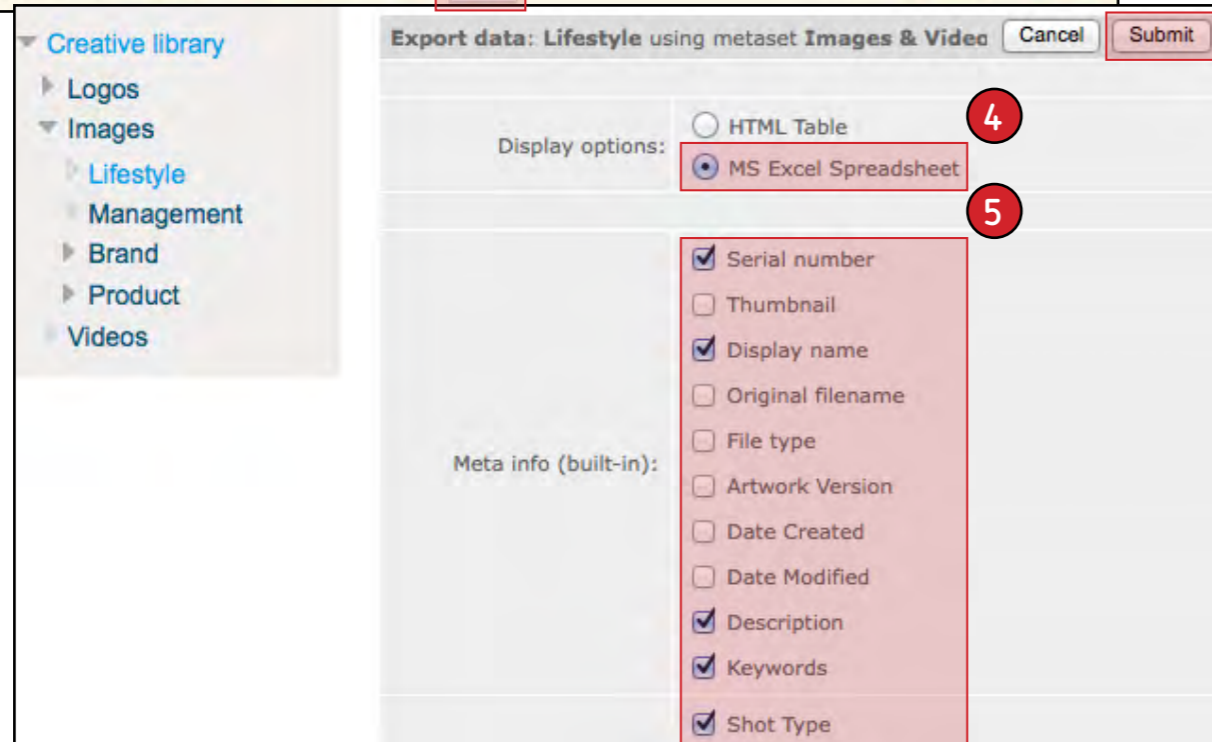 Creative library
Logos
Images
Lifestyle
Management
Brand
Product
Videos
Export data: Lifestyle using metaset Images & Video
Cancel
Submit
Display options:
HTML Table
4
MS Excel Spreadsheet
5
Meta info (built-in):
Serial number
Thumbnail
Display name
Original filename
File type
Artwork Version
Date Created
Date Modified
Description
Keywords
Shot Type